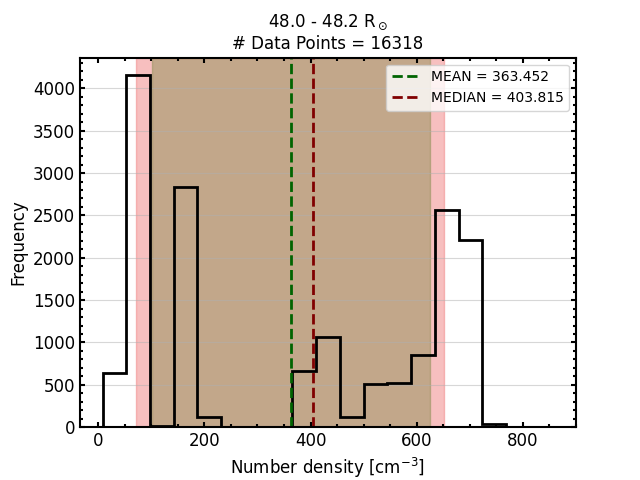 48.0 - 48.2 R⊙
# Data Points = 16318
MEAN = 363.452
MEDIAN = 403.815
Frequency
4000
3500
3000
2500
2000
1500
1000
500
0
0 200 400 600 800
Number density [cm⁻³]